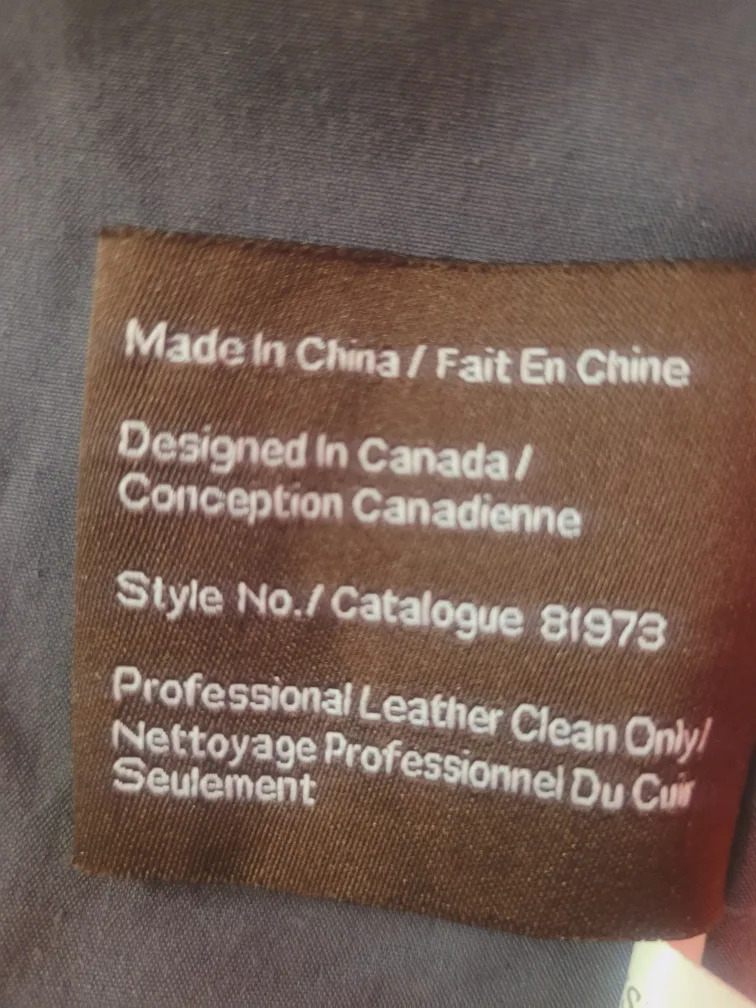 Made In China / Fait En Chine
Designed In Canada /
Conception Canadienne
Style No. / Catalogue 81973
Professional Leather Clean Only/
Nettoyage Professionnel Du Cuir
Seulement